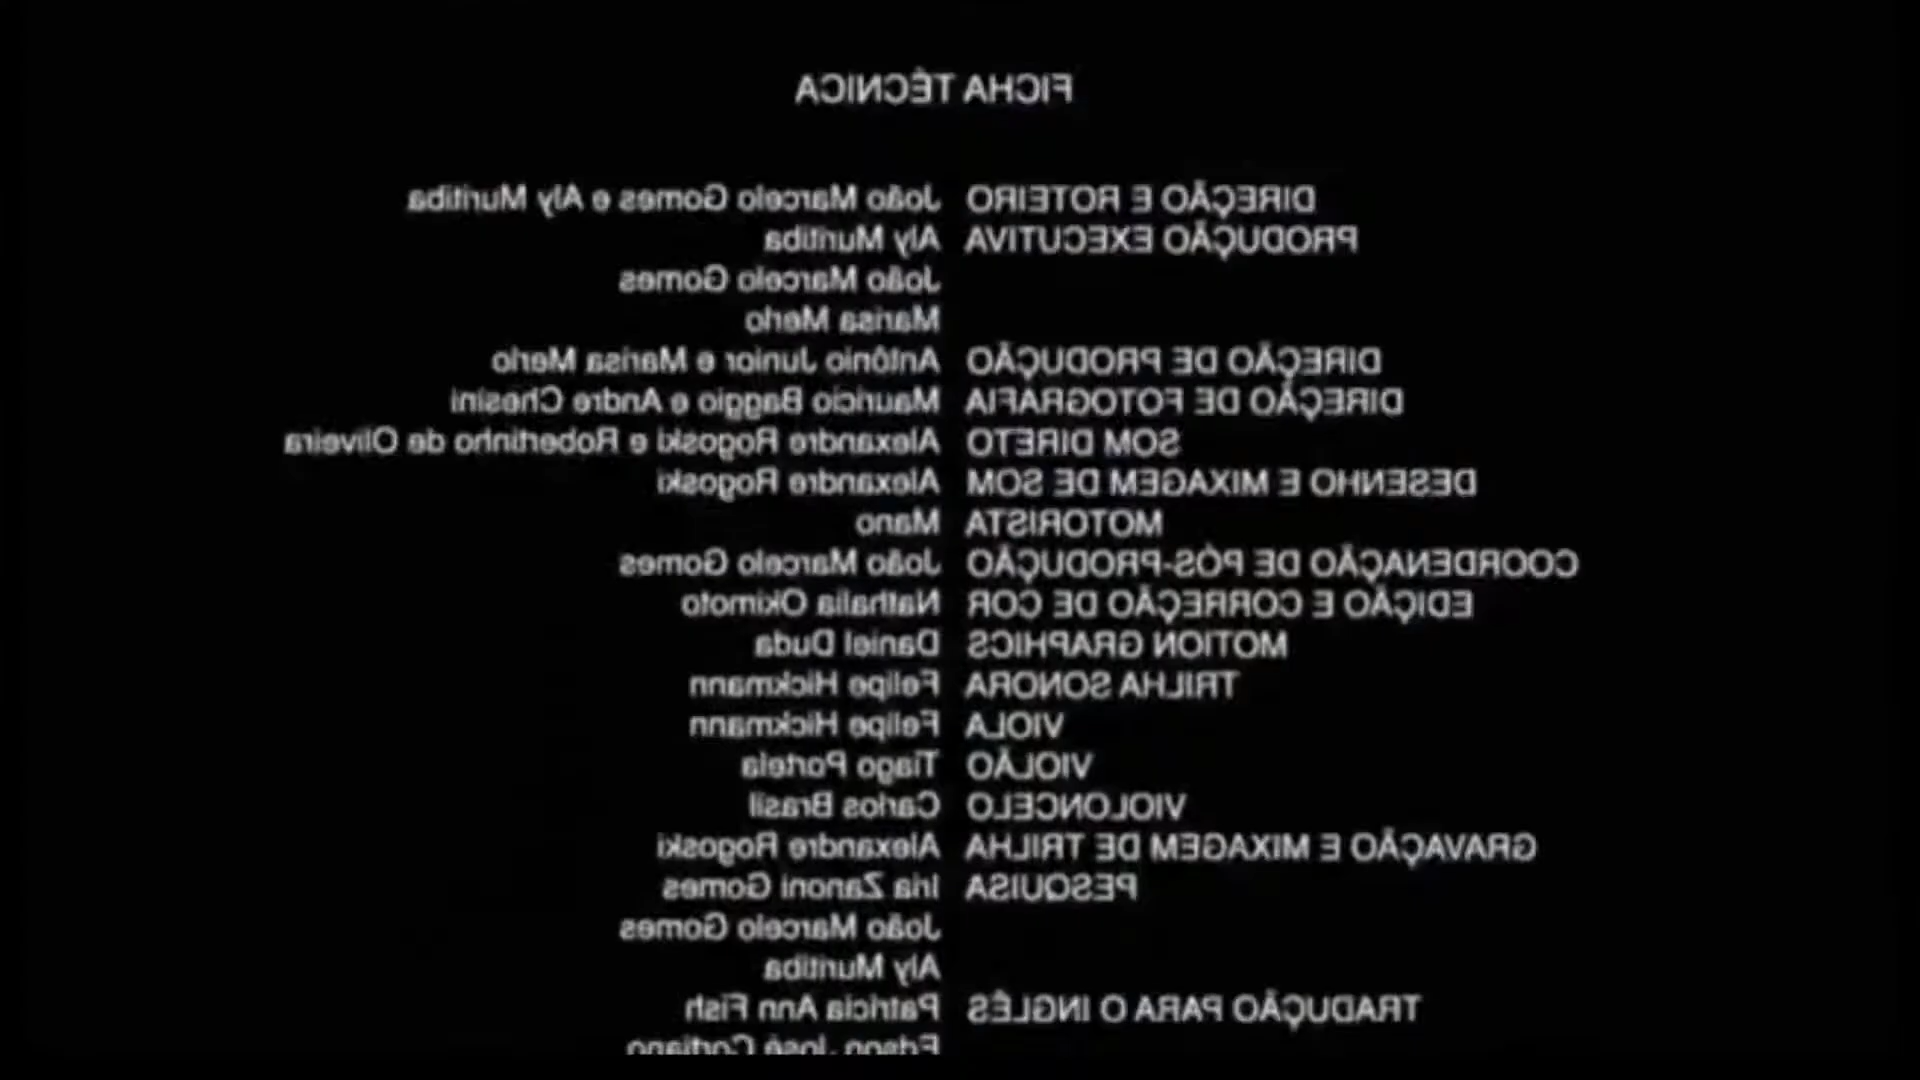 FICHA TÉCNICA
DIREÇÃO E ROTEIRO João Marcelo Gomes e Aly Muritiba
PRODUÇÃO EXECUTIVA Aly Muritiba
João Marcelo Gomes
Marisa Merlo
DIREÇÃO DE PRODUÇÃO Antônio Junior e Marisa Merlo
DIREÇÃO DE FOTOGRAFIA Mauricio Baggio e Andre Chesini
SOM DIRETO Alexandre Rogoski e Robertinho de Oliveira
DESENHO E MIXAGEM DE SOM Alexandre Rogoski
MOTORISTA Mano
COORDENAÇÃO DE PÓS-PRODUÇÃO João Marcelo Gomes
EDIÇÃO E CORREÇÃO DE COR Nathalia Okimoto
MOTION GRAPHICS Daniel Duda
TRILHA SONORA Felipe Hickmann
VIOLA Felipe Hickmann
VIOLÃO Tiago Portela
VIOLONCELO Carlos Brasil
GRAVAÇÃO E MIXAGEM DE TRILHA Alexandre Rogoski
PESQUISA Iria Zanoni Gomes
João Marcelo Gomes
Aly Muritiba
TRADUÇÃO PARA O INGLÊS Patricia Ann Fish
Edson José Cortiano